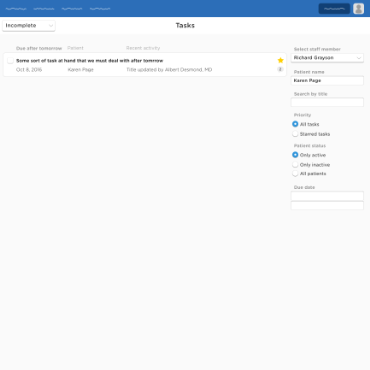 Incomplete
Tasks
Due after tomorrow Patient Recent activity
Some sort of task at hand that we must deal with after tomrrow
Oct 8, 2016 Karen Page Title updated by Albert Desmond, MD
Select staff member
Richard Grayson
Patient name
Karen Page
Search by title
Priority
All tasks
Starred tasks
Patient status
Only active
Only inactive
All patients
Due date